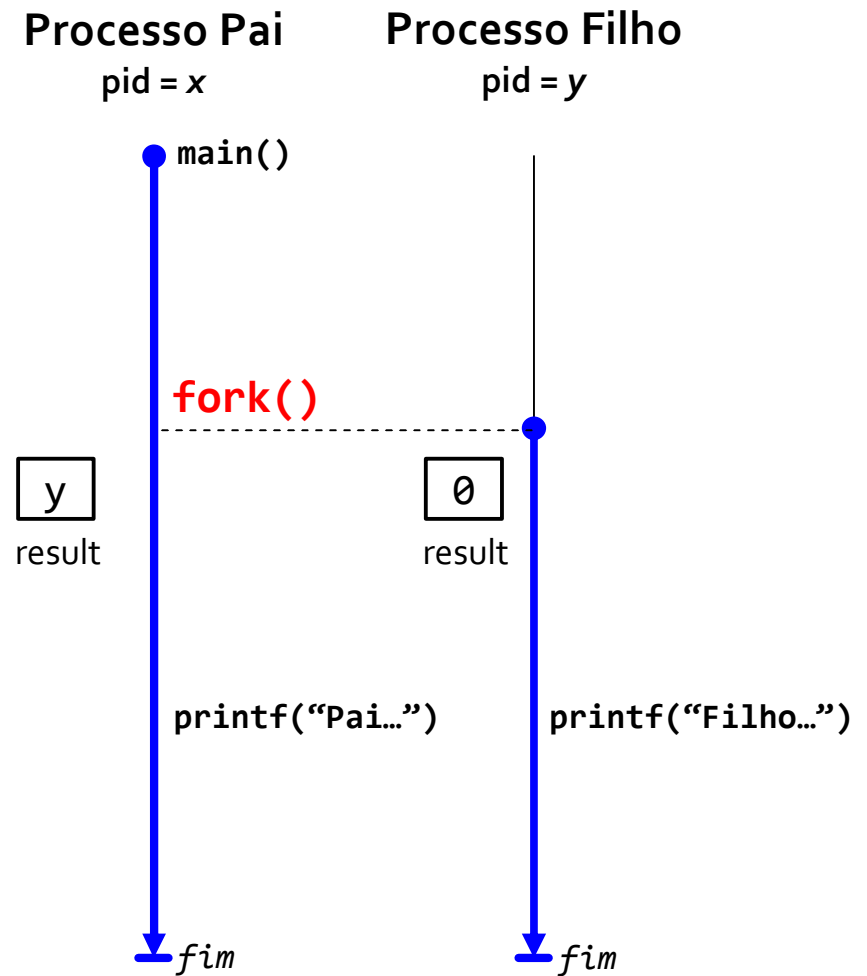 Processo Pai
pid = x
Processo Filho
pid = y
main()
fork()
y
result
0
result
printf(“Pai…”)
printf(“Filho…”)
fim
fim